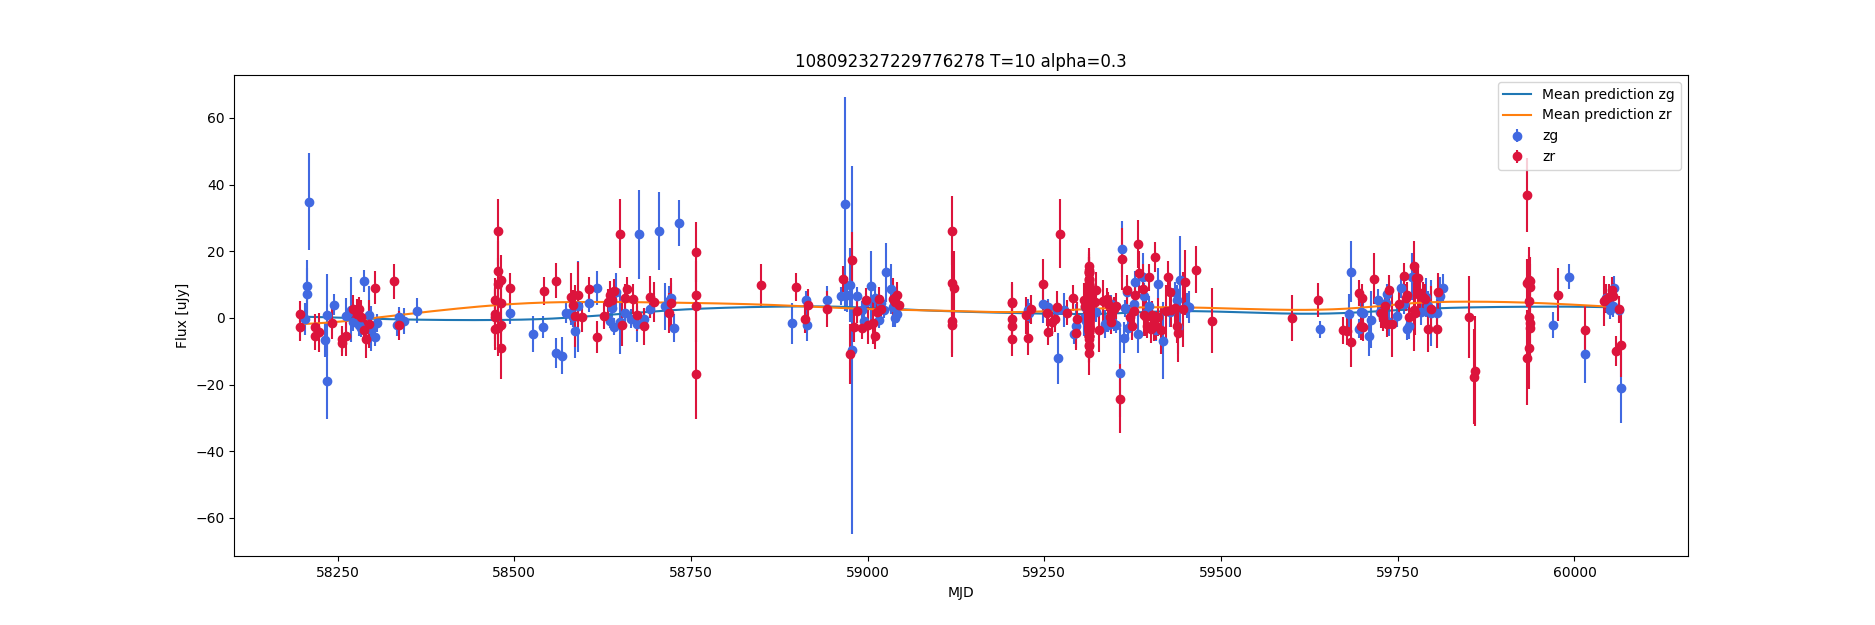 108092327229776278 T=10 alpha=0.3
Mean prediction zg
Mean prediction zr
zg
zr
Flux [uJy]
60
40
20
0
−20
−40
−60
58250 58500 58750 59000 59250 59500 59750 60000
MJD